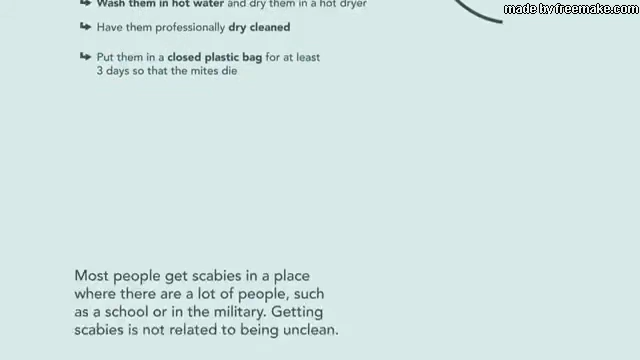 Wash them in hot water and dry them in a hot dryer
made by freemake.com
Have them professionally dry cleaned
Put them in a closed plastic bag for at least
3 days so that the mites die
Most people get scabies in a place
where there are a lot of people, such
as a school or in the military. Getting
scabies is not related to being unclean.